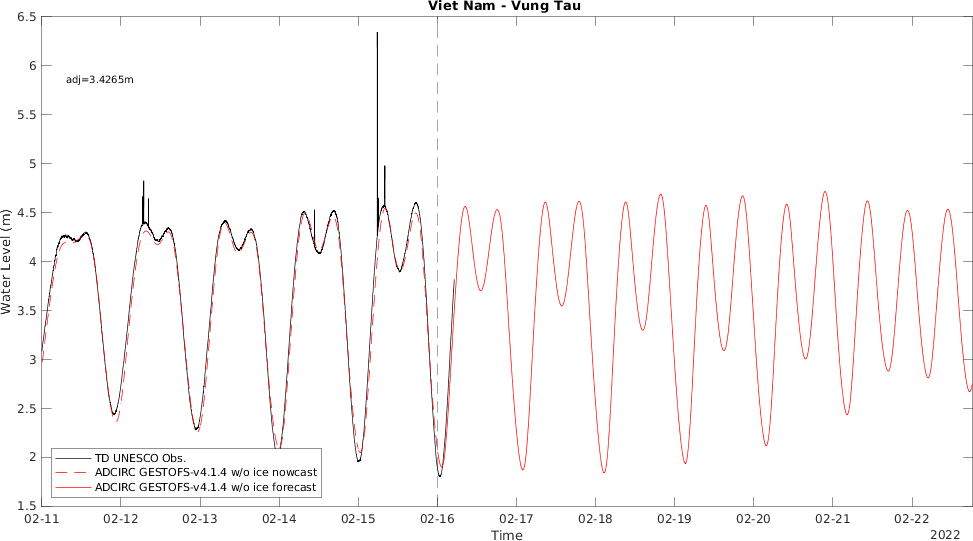 Viet Nam - Vung Tau
6.5
6
5.5
5
4.5
4
3.5
3
2.5
2
1.5
Water Level (m)
adj=3.4265m
TD UNESCO Obs.
ADCIRC GESTOFS-v4.1.4 w/o ice nowcast
ADCIRC GESTOFS-v4.1.4 w/o ice forecast
02-11 02-12 02-13 02-14 02-15 02-16 02-17 02-18 02-19 02-20 02-21 02-22
Time
2022